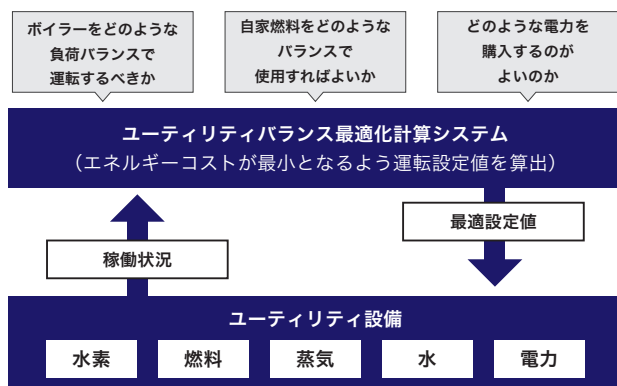 ボイラーをどのような
負荷バランスで
運転するべきか
自家燃料をどのような
バランスで
使用すればよいか
どのような電力を
購入するのが
よいのか
ユーティリティバランス最適化計算システム
（エネルギーコストが最小となるよう運転設定値を算出）
最適設定値
稼働状況
ユーティリティ設備
水素
燃料
蒸気
水
電力